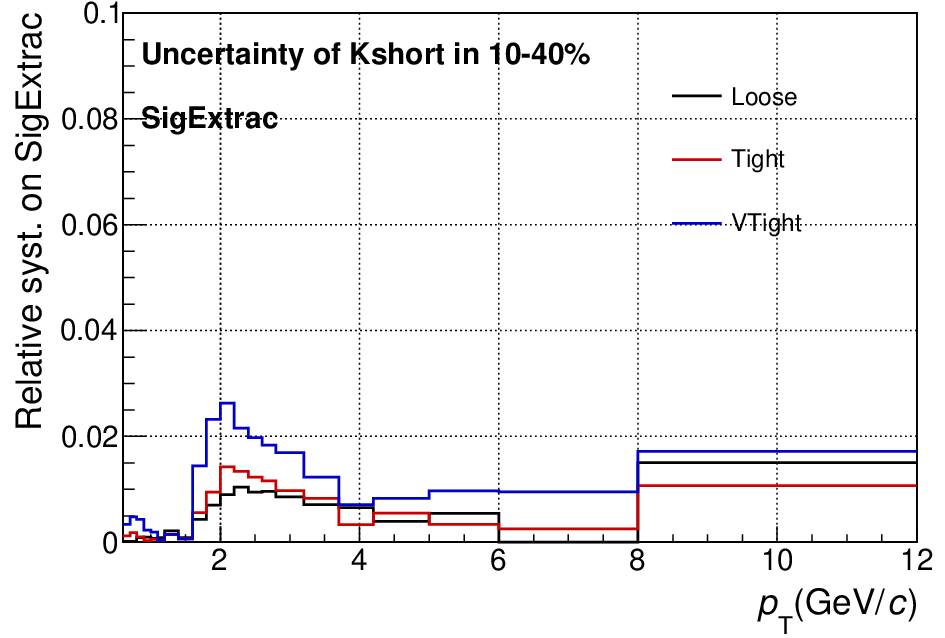 Relative syst. on SigExtrac
0.1
0.08
0.06
0.04
0.02
0
Uncertainty of Kshort in 10-40%
SigExtrac
Loose
Tight
VTight
2 4 6 8 10 12
pT(GeV/c)